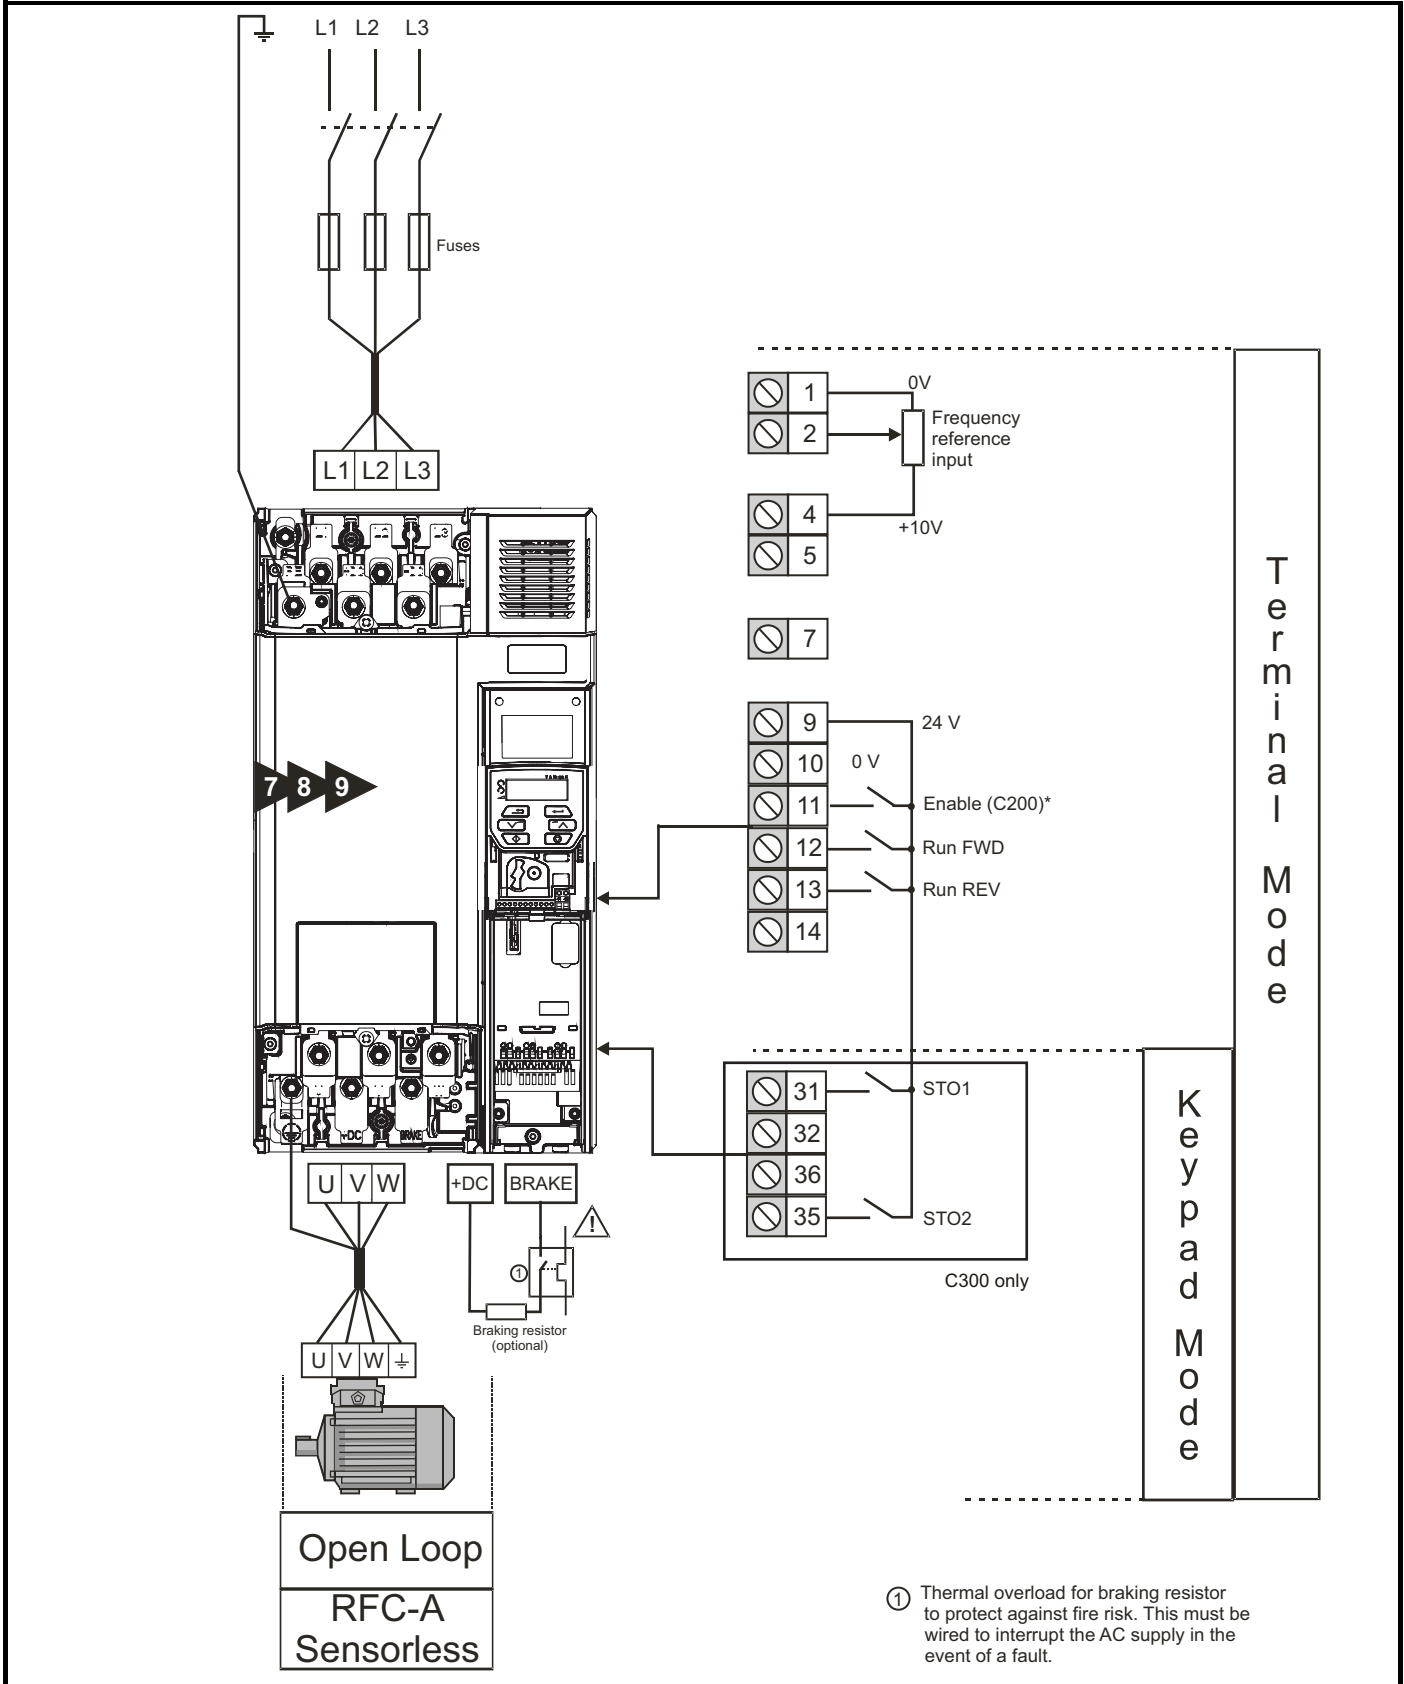 L1 L2 L3
Fuses
L1 L2 L3
1
0V
2
Frequency
reference
input
4
+10V
5
7
9
24 V
10
0 V
11
Enable (C200)*
12
Run FWD
13
Run REV
14
7 8 9
+DC BRAKE
31
STO1
32
36
35
STO2
C300 only
U V W
+DC
BRAKE
!
1
Braking resistor
(optional)
U V W
Open Loop
RFC-A
Sensorless
Terminal Mode
Keypad Mode
1 Thermal overload for braking resistor
to protect against fire risk. This must be
wired to interrupt the AC supply in the
event of a fault.